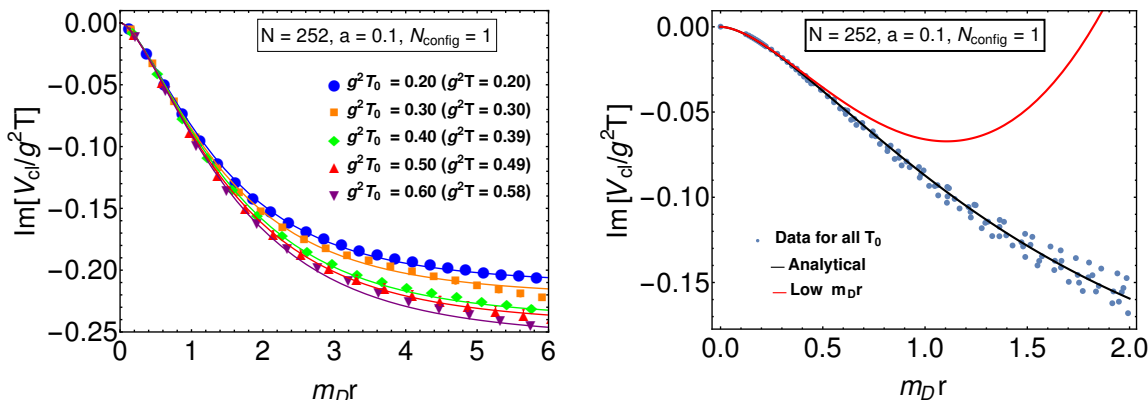 N = 252, a = 0.1, N_config = 1
g²T₀ = 0.20 (g²T = 0.20)
g²T₀ = 0.30 (g²T = 0.30)
g²T₀ = 0.40 (g²T = 0.39)
g²T₀ = 0.50 (g²T = 0.49)
g²T₀ = 0.60 (g²T = 0.58)
Im[V_cl/g²T]
0.00
−0.05
−0.10
−0.15
−0.20
−0.25
0 1 2 3 4 5 6
m_D r
N = 252, a = 0.1, N_config = 1
Data for all T₀
Analytical
Low m_D r
Im[V_cl/g²T]
0.00
−0.05
−0.10
−0.15
0.0 0.5 1.0 1.5 2.0
m_D r